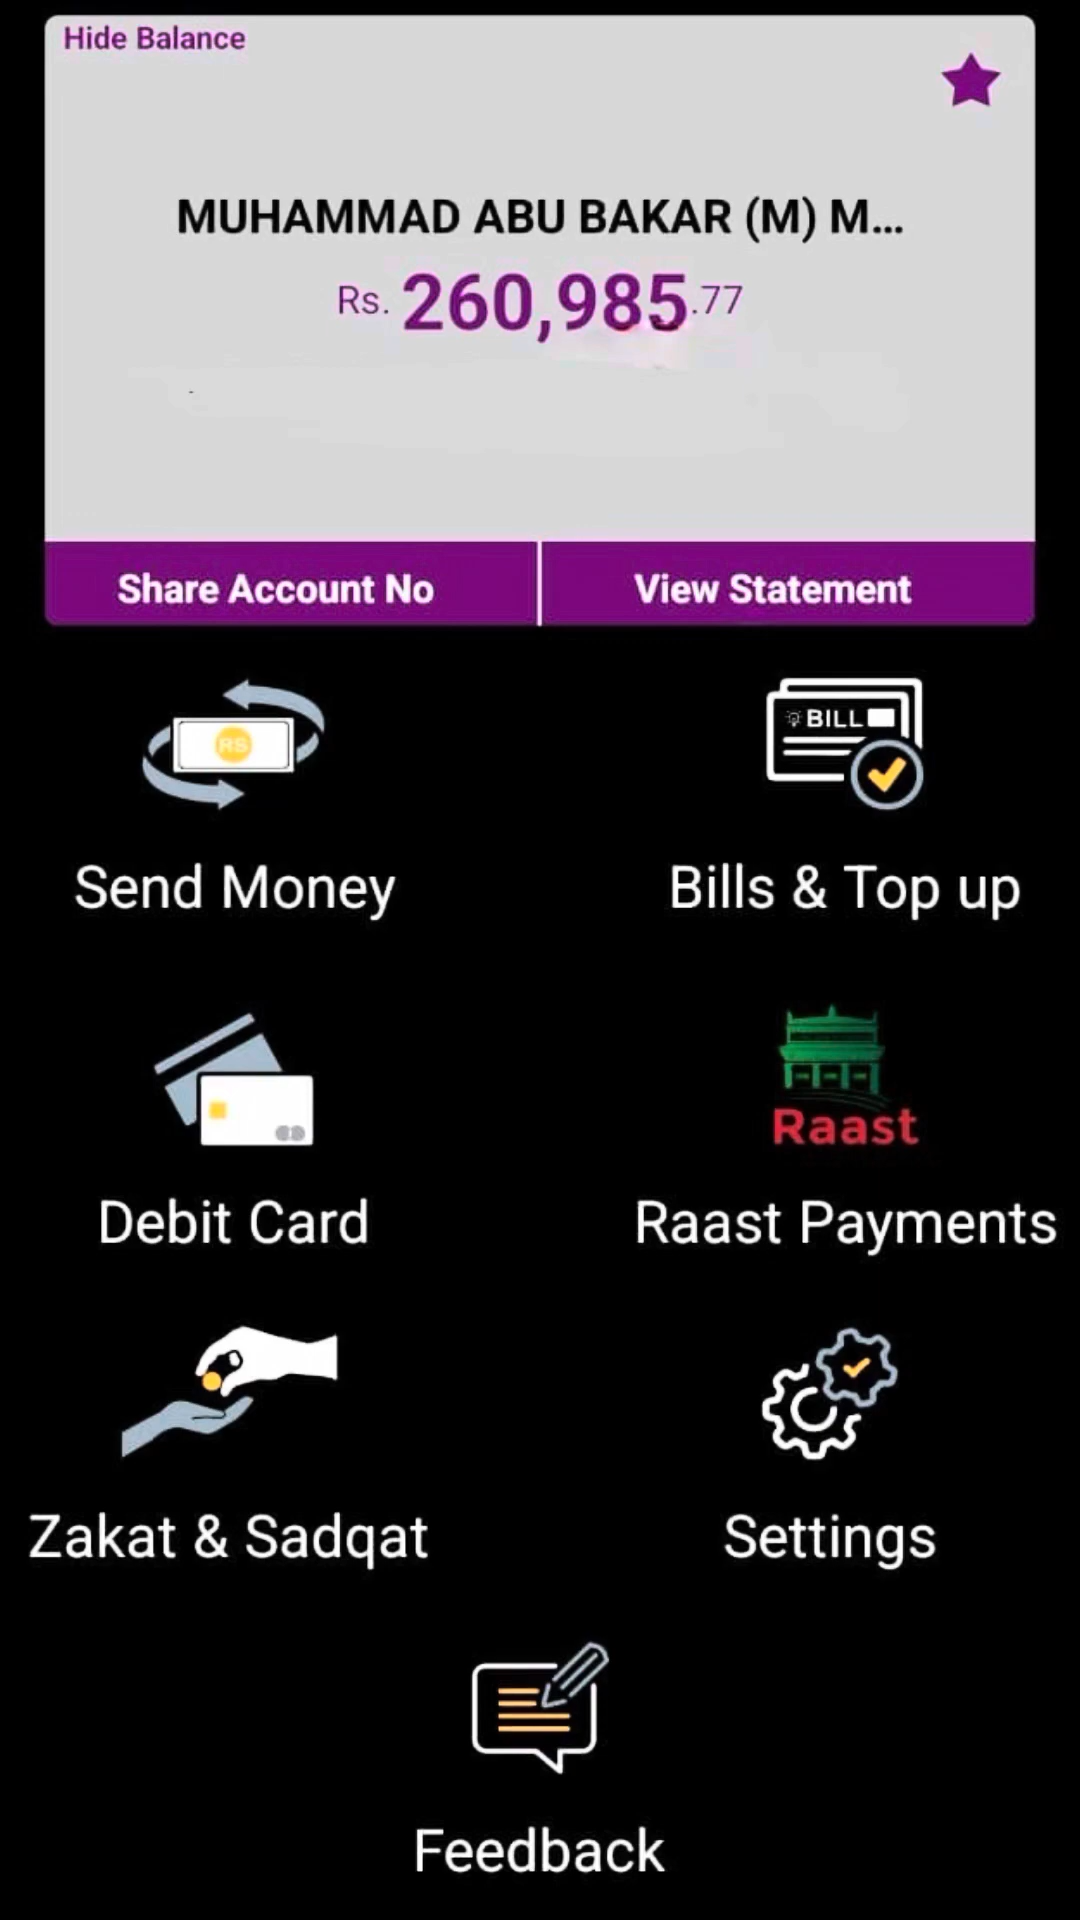 Hide Balance
MUHAMMAD ABU BAKAR (M) M...
Rs. 260,985.77
Share Account No
View Statement
RS
BILL
Send Money
Bills & Top up
Raast
Debit Card
Raast Payments
Zakat & Sadqat
Settings
Feedback